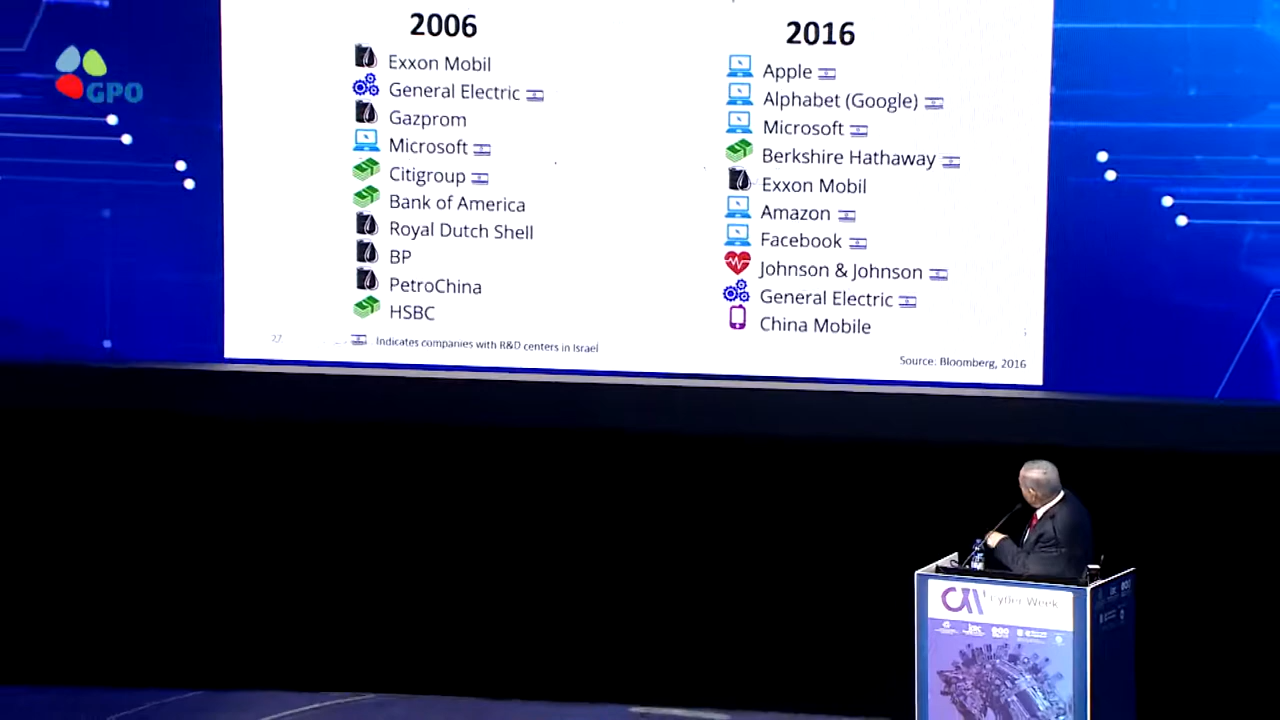 GPO
2006
Exxon Mobil
General Electric
Gazprom
Microsoft
Citigroup
Bank of America
Royal Dutch Shell
BP
PetroChina
HSBC
27
Indicates companies with R&D centers in Israel
2016
Apple
Alphabet (Google)
Microsoft
Berkshire Hathaway
Exxon Mobil
Amazon
Facebook
Johnson & Johnson
General Electric
China Mobile
Source: Bloomberg, 2016
Cyber Week